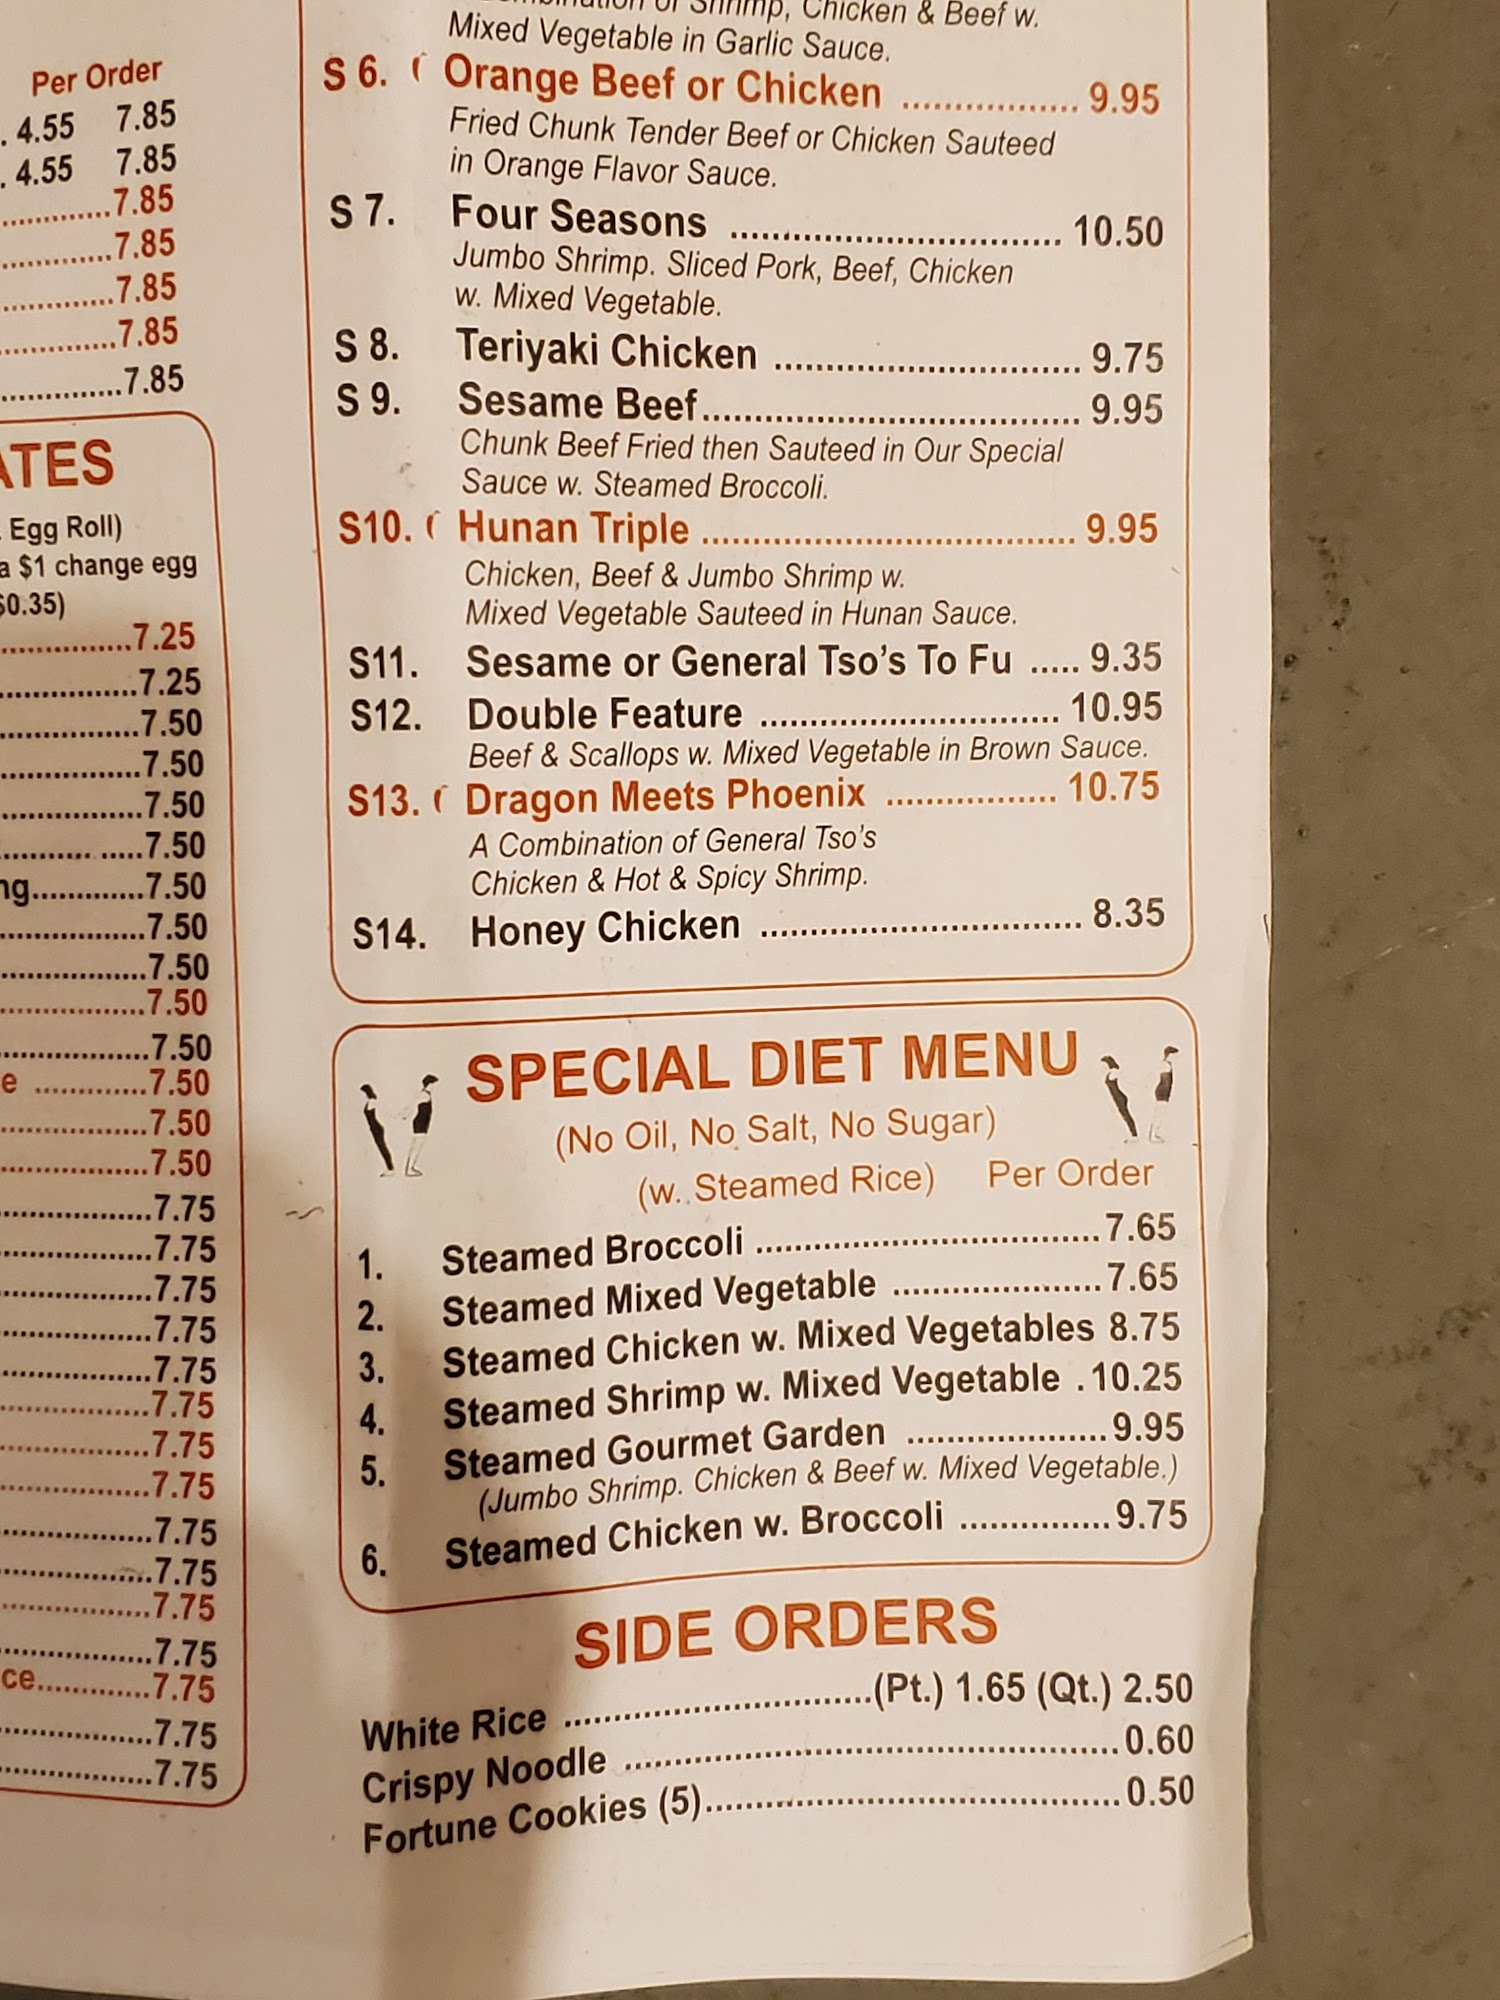 Per Order
. 4.55 7.85
. 4.55 7.85
.............7.85
.............7.85
.............7.85
.............7.85
.............7.85
ATES
Egg Roll)
a $1 change egg
$0.35)
.............7.25
.............7.25
.............7.50
.............7.50
.............7.50
.............7.50
ng.............7.50
.............7.50
.............7.50
.............7.50
.............7.50
e .............7.50
.............7.50
.............7.50
.............7.75
.............7.75
.............7.75
.............7.75
.............7.75
.............7.75
.............7.75
.............7.75
.............7.75
.............7.75
.............7.75
.............7.75
ce.............7.75
.............7.75
.............7.75
of Shrimp, Chicken & Beef w.
Mixed Vegetable in Garlic Sauce.
S 6. Orange Beef or Chicken .................. 9.95
Fried Chunk Tender Beef or Chicken Sauteed
in Orange Flavor Sauce.
S 7. Four Seasons ................................. 10.50
Jumbo Shrimp. Sliced Pork, Beef, Chicken
w. Mixed Vegetable.
S 8. Teriyaki Chicken ............................... 9.75
S 9. Sesame Beef...................................... 9.95
Chunk Beef Fried then Sauteed in Our Special
Sauce w. Steamed Broccoli.
S10. Hunan Triple ...................................... 9.95
Chicken, Beef & Jumbo Shrimp w.
Mixed Vegetable Sauteed in Hunan Sauce.
S11. Sesame or General Tso's To Fu ..... 9.35
S12. Double Feature .............................. 10.95
Beef & Scallops w. Mixed Vegetable in Brown Sauce.
S13. Dragon Meets Phoenix ................. 10.75
A Combination of General Tso's
Chicken & Hot & Spicy Shrimp.
S14. Honey Chicken ................................ 8.35
SPECIAL DIET MENU
(No Oil, No Salt, No Sugar)
(w. Steamed Rice) Per Order
1. Steamed Broccoli ...................................7.65
2. Steamed Mixed Vegetable .....................7.65
3. Steamed Chicken w. Mixed Vegetables 8.75
4. Steamed Shrimp w. Mixed Vegetable .10.25
5. Steamed Gourmet Garden ....................9.95
(Jumbo Shrimp. Chicken & Beef w. Mixed Vegetable.)
6. Steamed Chicken w. Broccoli ...............9.75
SIDE ORDERS
White Rice ...............................(Pt.) 1.65 (Qt.) 2.50
Crispy Noodle ..................................................0.60
Fortune Cookies (5)..........................................0.50